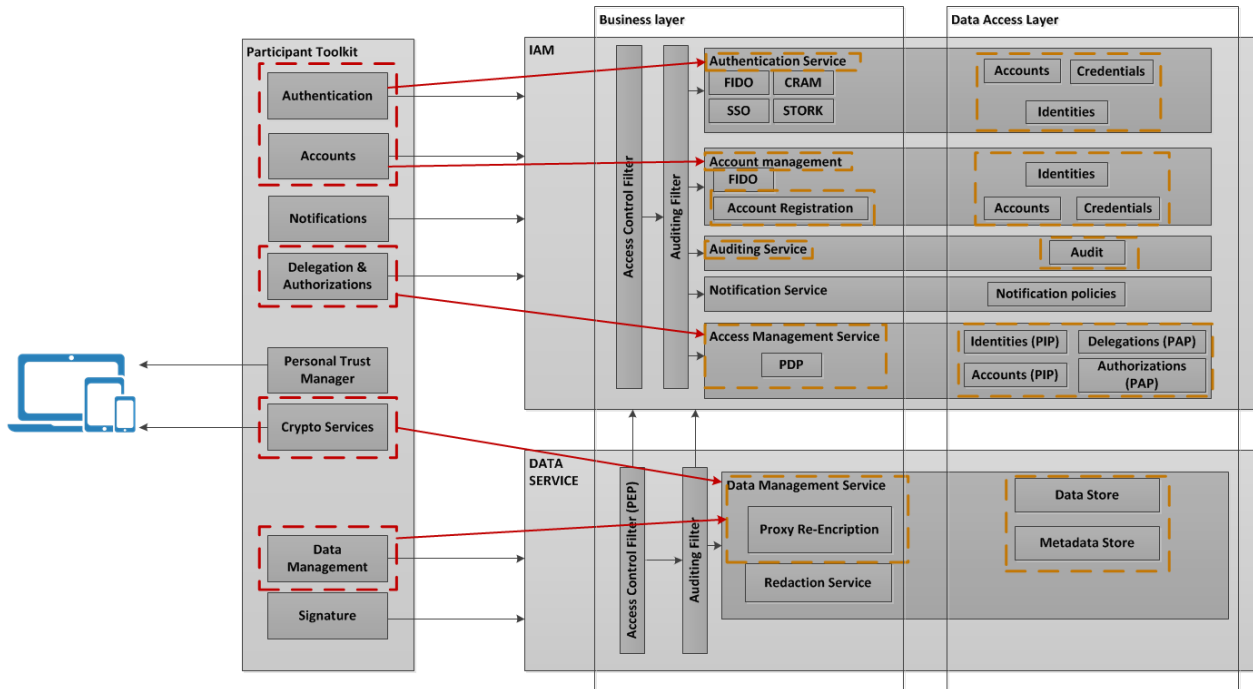 Business layer
Data Access Layer
Participant Toolkit
Authentication
Accounts
Notifications
Delegation &
Authorizations
Personal Trust
Manager
Crypto Services
Data
Management
Signature
IAM
Access Control Filter
Auditing Filter
Authentication Service
FIDO
CRAM
SSO
STORK
Accounts
Credentials
Identities
Account management
FIDO
Account Registration
Identities
Accounts
Credentials
Auditing Service
Audit
Notification Service
Notification policies
Access Management Service
PDP
Identities (PIP)
Delegations (PAP)
Accounts (PIP)
Authorizations
(PAP)
DATA
SERVICE
Access Control Filter (PEP)
Auditing Filter
Data Management Service
Proxy Re-Encription
Redaction Service
Data Store
Metadata Store